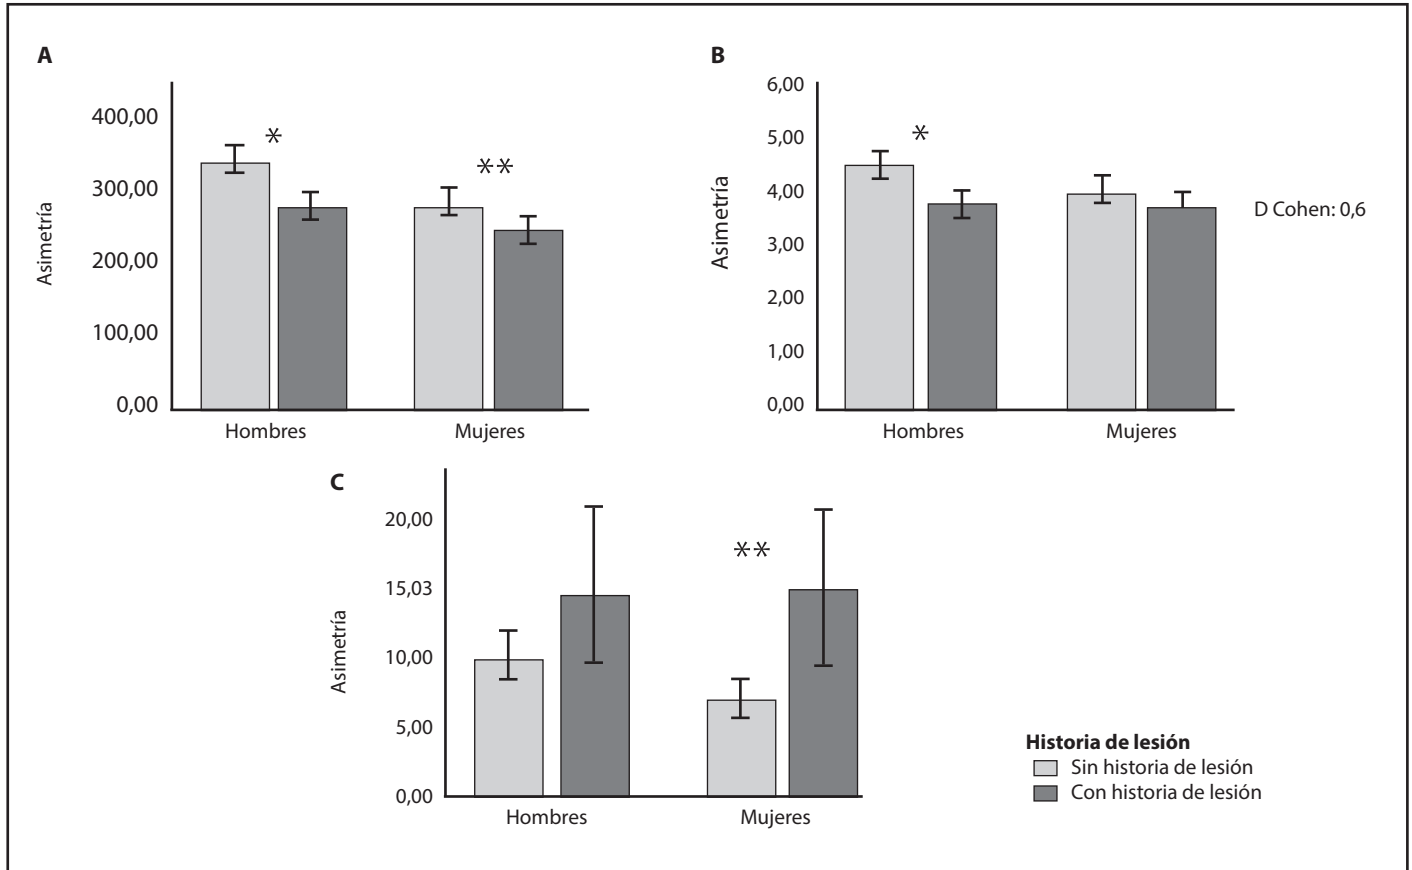 A
Asimetría
400,00
300,00
200,00
100,00
0,00
*
**
Hombres
Mujeres
B
Asimetría
6,00
5,00
4,00
3,00
2,00
1,00
0,00
*
Hombres
Mujeres
D Cohen: 0,6
C
Asimetría
20,00
15,03
10,00
5,00
0,00
**
Hombres
Mujeres
Historia de lesión
Sin historia de lesión
Con historia de lesión